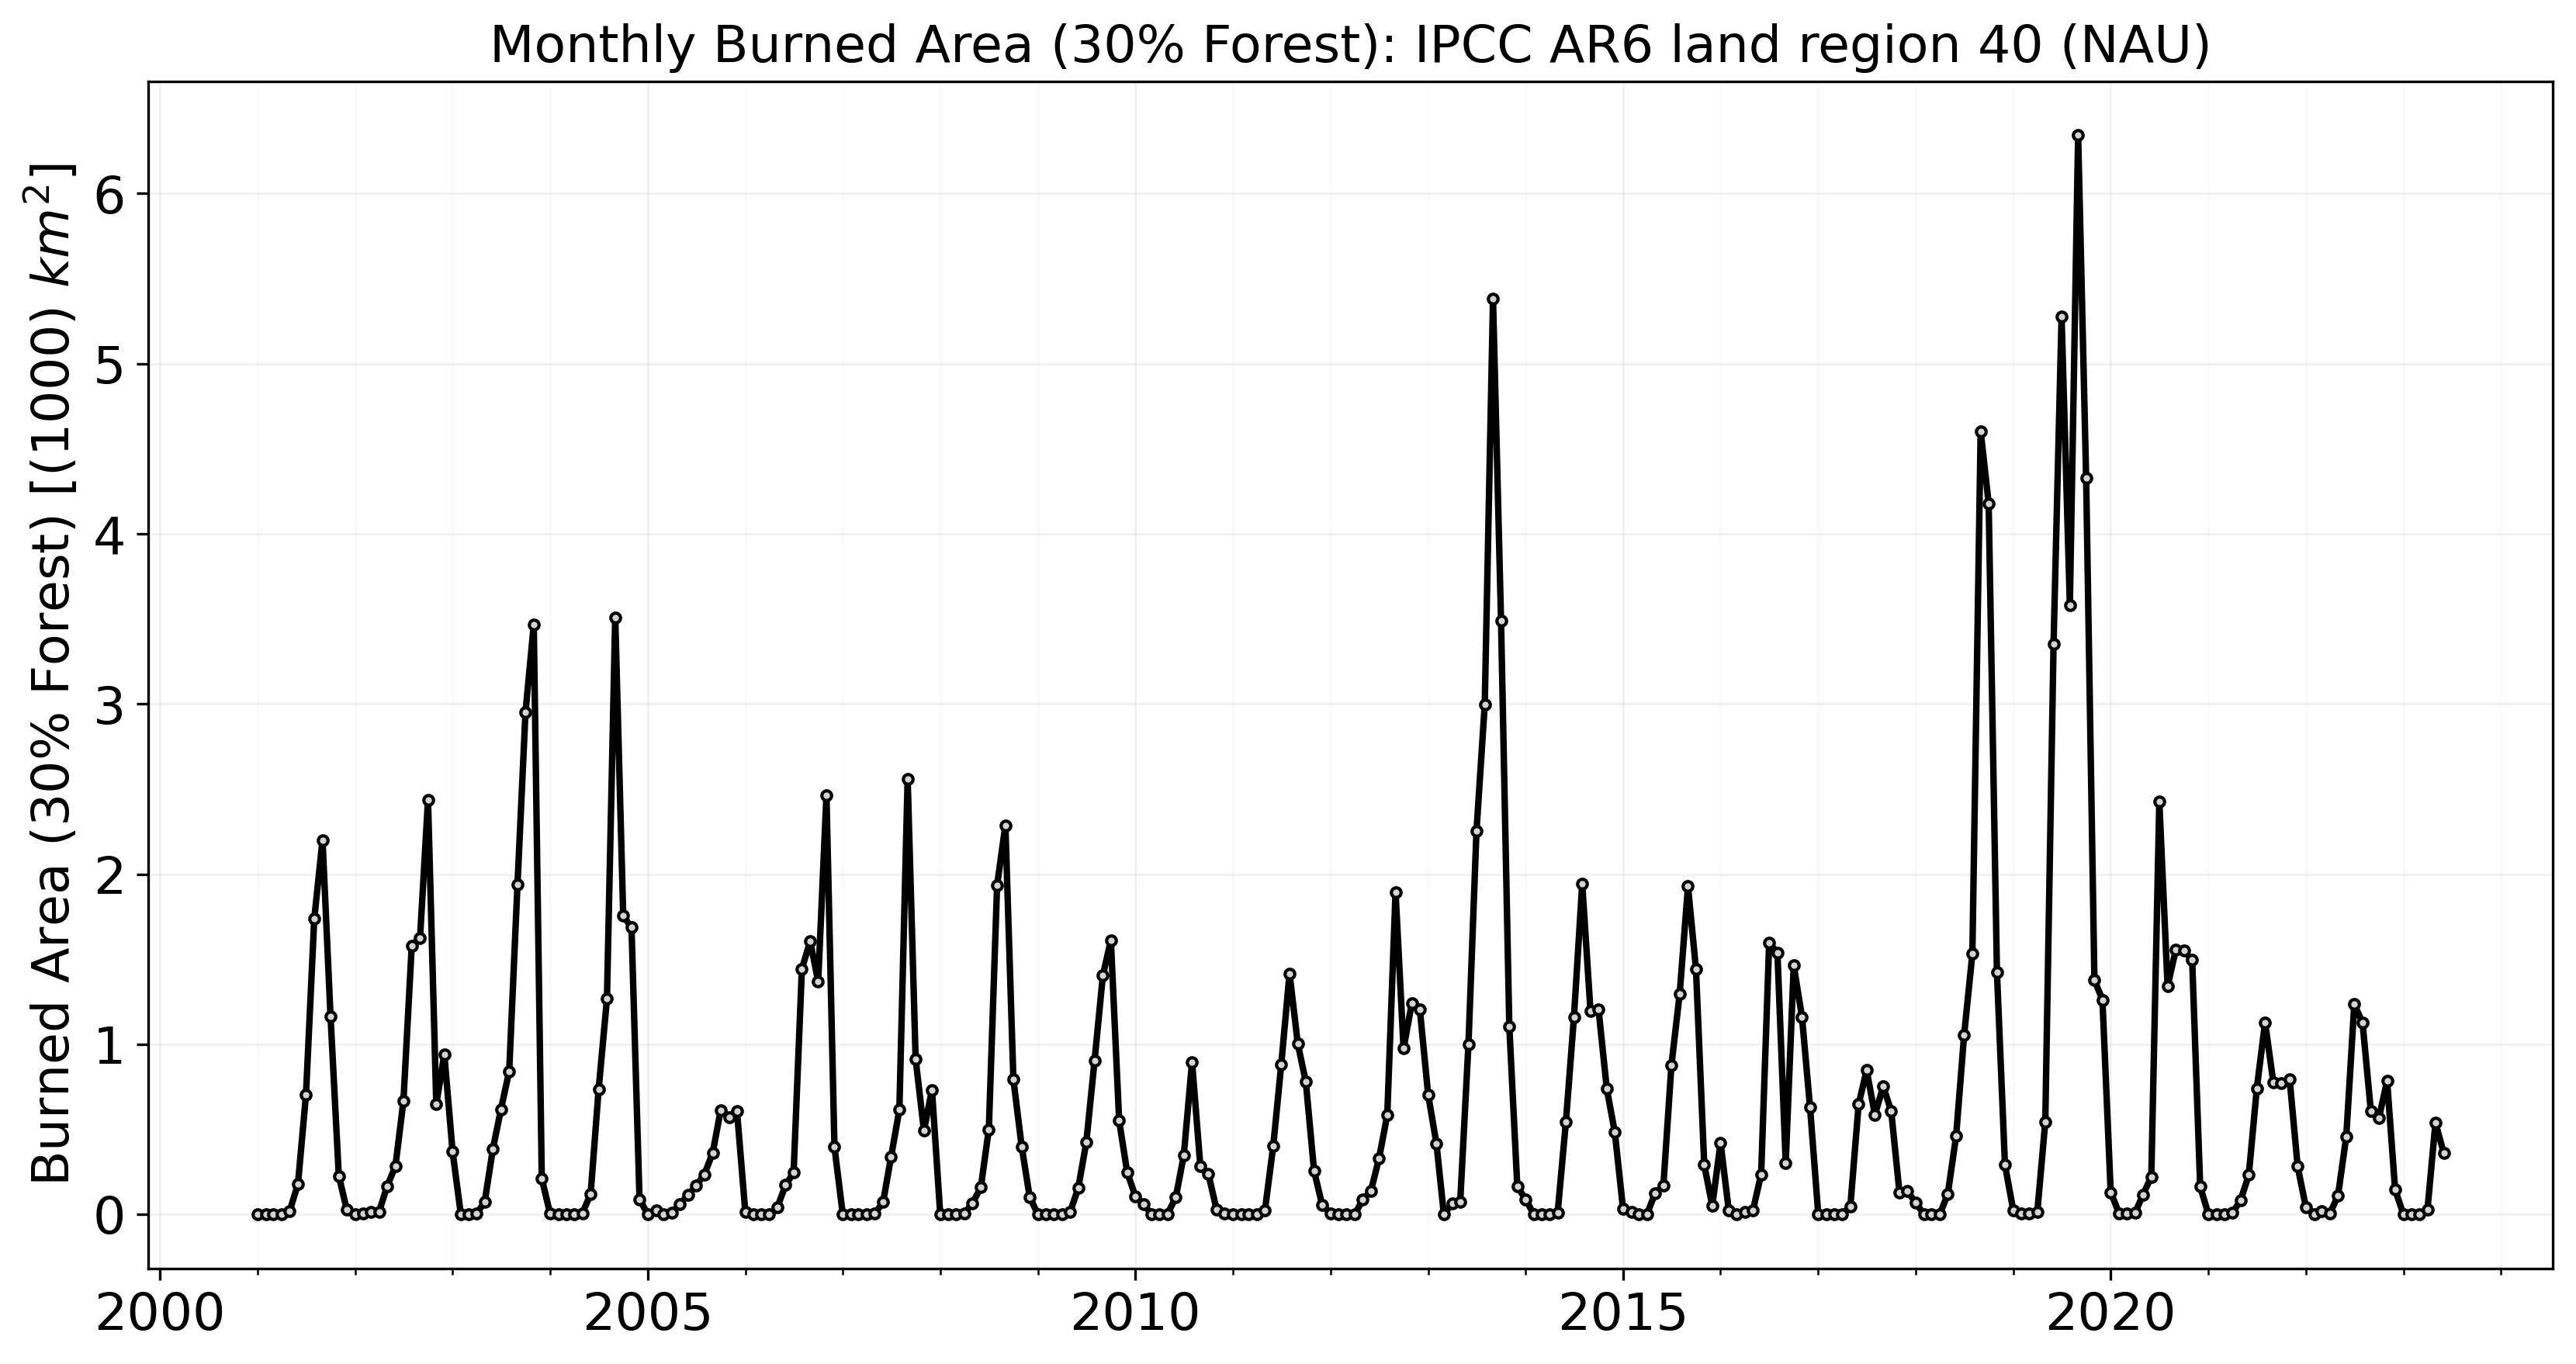 Monthly Burned Area (30% Forest): IPCC AR6 land region 40 (NAU)
Burned Area (30% Forest) [(1000) km²]
6
5
4
3
2
1
0
2000 2005 2010 2015 2020